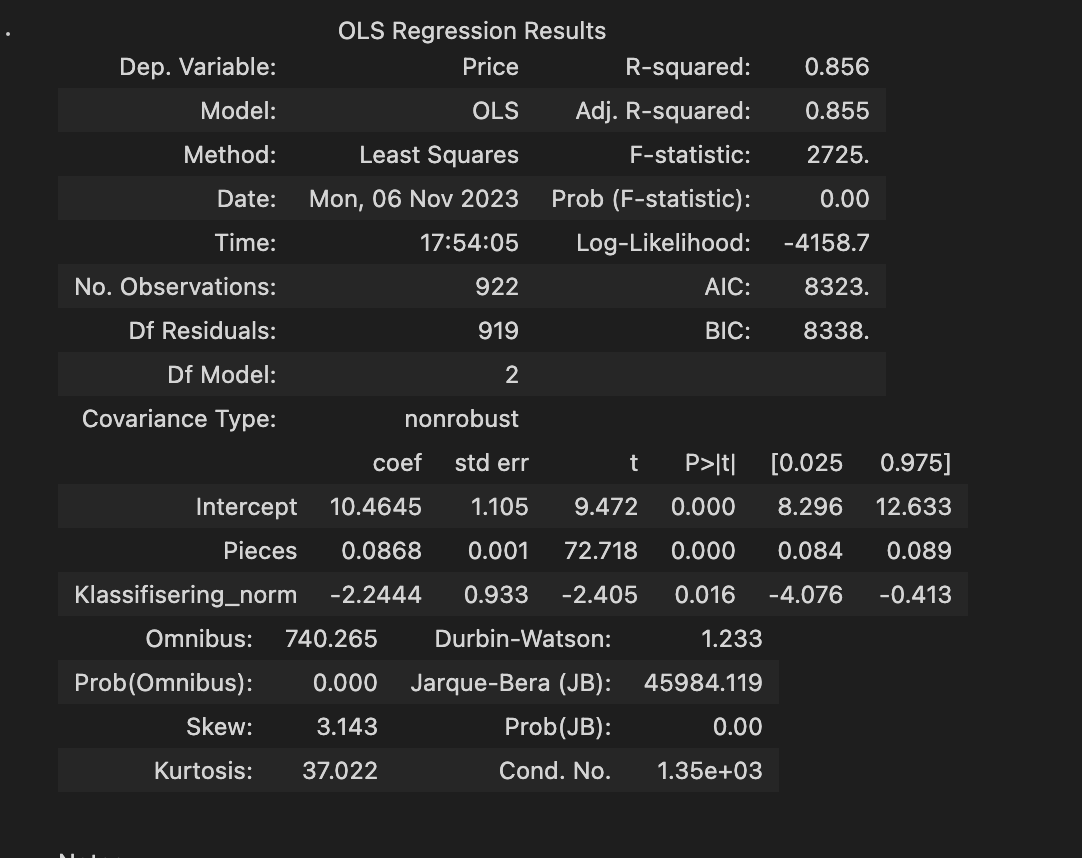 OLS Regression Results
Dep. Variable: Price R-squared: 0.856
Model: OLS Adj. R-squared: 0.855
Method: Least Squares F-statistic: 2725.
Date: Mon, 06 Nov 2023 Prob (F-statistic): 0.00
Time: 17:54:05 Log-Likelihood: -4158.7
No. Observations: 922 AIC: 8323.
Df Residuals: 919 BIC: 8338.
Df Model: 2
Covariance Type: nonrobust
coef std err t P>|t| [0.025 0.975]
Intercept 10.4645 1.105 9.472 0.000 8.296 12.633
Pieces 0.0868 0.001 72.718 0.000 0.084 0.089
Klassifisering_norm -2.2444 0.933 -2.405 0.016 -4.076 -0.413
Omnibus: 740.265 Durbin-Watson: 1.233
Prob(Omnibus): 0.000 Jarque-Bera (JB): 45984.119
Skew: 3.143 Prob(JB): 0.00
Kurtosis: 37.022 Cond. No. 1.35e+03